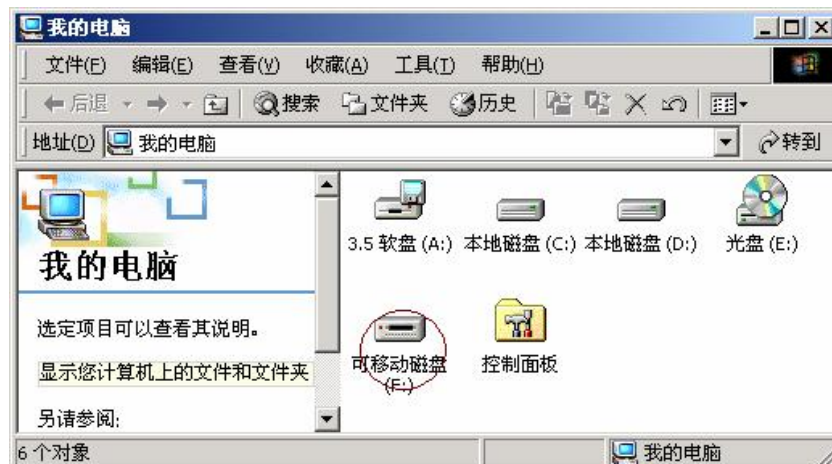 我的电脑
文件(F) 编辑(E) 查看(V) 收藏(A) 工具(T) 帮助(H)
后退 搜索 文件夹 历史
地址(D) 我的电脑 转到
我的电脑
选定项目可以查看其说明。
显示您计算机上的文件和文件夹
另请参阅:
3.5 软盘 (A:) 本地磁盘 (C:) 本地磁盘 (D:) 光盘 (E:)
可移动磁盘 控制面板
(F:)
6 个对象 我的电脑